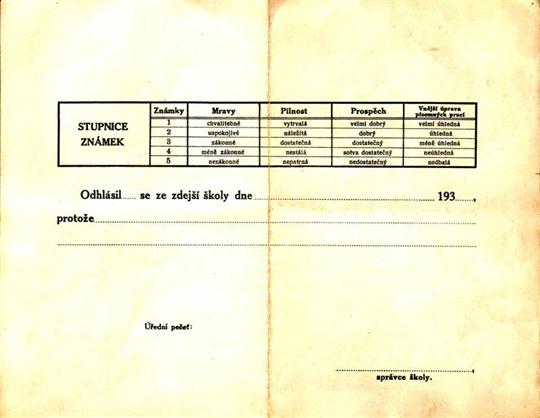 STUPNICE ZNÁMEK
Známky Mravy Pilnost Prospěch Vnější úprava písemných prací
1 chvalitebné vytrvalá velmi dobrý velmi úhledná
2 uspokojivé náležitá dobrý úhledná
3 zákonné dostatečná dostatečný méně úhledná
4 méně zákonné nestálá sotva dostatečný neúhledná
5 nezákonné nepatrná nedostatečný nedbalá
Odhlásil...... se ze zdejší školy dne ............ 193......,
protože............
Úřední pečeť:
správce školy.